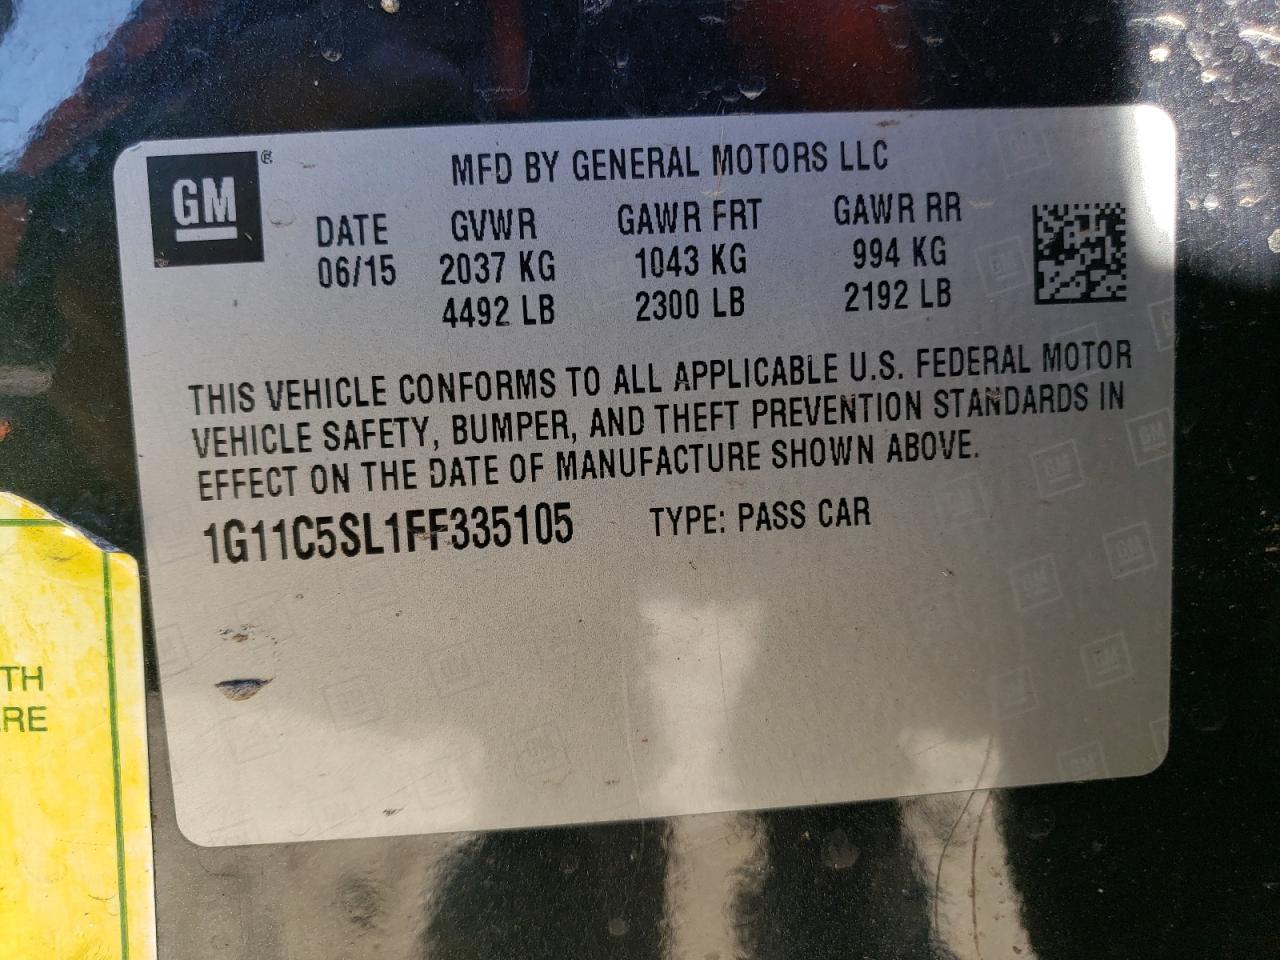 GM®
MFD BY GENERAL MOTORS LLC
DATE GVWR GAWR FRT GAWR RR
06/15 2037 KG 1043 KG 994 KG
4492 LB 2300 LB 2192 LB
THIS VEHICLE CONFORMS TO ALL APPLICABLE U.S. FEDERAL MOTOR
VEHICLE SAFETY, BUMPER, AND THEFT PREVENTION STANDARDS IN
EFFECT ON THE DATE OF MANUFACTURE SHOWN ABOVE.
1G11C5SL1FF335105 TYPE: PASS CAR
TH
RE